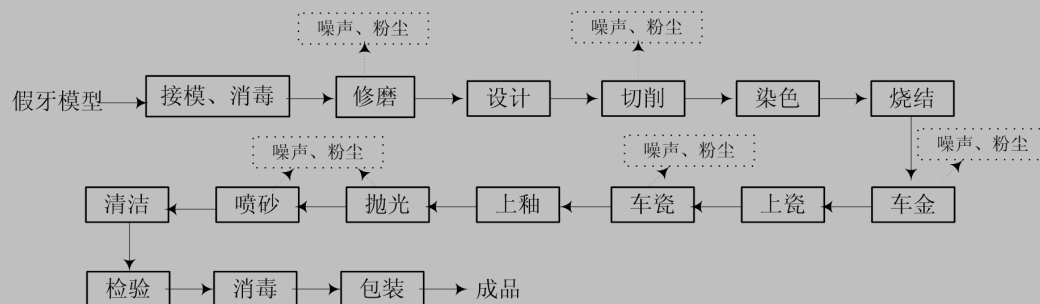 噪声、粉尘
噪声、粉尘
假牙模型
接模、消毒
修磨
设计
切削
染色
烧结
噪声、粉尘
噪声、粉尘
噪声、粉尘
清洁
喷砂
抛光
上釉
车瓷
上瓷
车金
检验
消毒
包装
成品